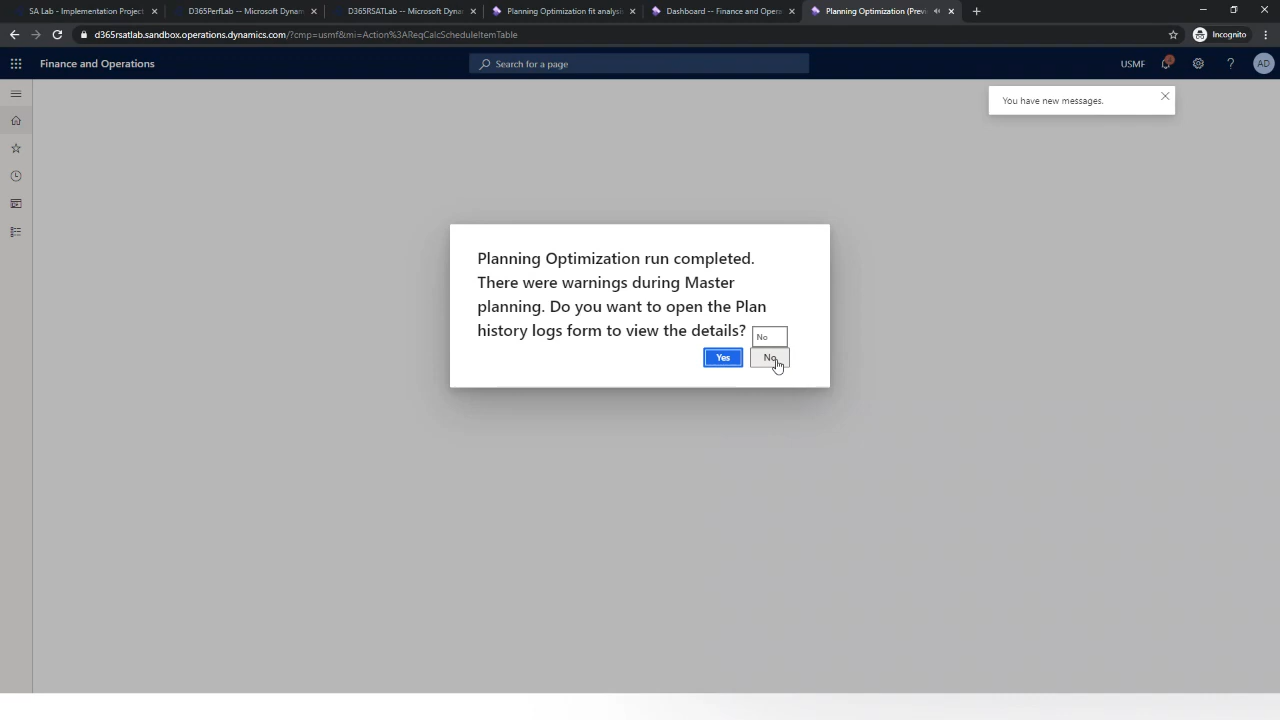 SA Lab - Implementation Project
D365PerfLab -- Microsoft Dynam
D365RSATLab -- Microsoft Dynam
Planning Optimization fit analysis
Dashboard -- Finance and Opera
Planning Optimization (Previ
d365rsatlab.sandbox.operations.dynamics.com/?cmp=usmf&mi=Action%3AReqCalcScheduleItemTable
Incognito
Finance and Operations
Search for a page
USMF
AD
You have new messages.
Planning Optimization run completed.
There were warnings during Master
planning. Do you want to open the Plan
history logs form to view the details?
No
Yes
No